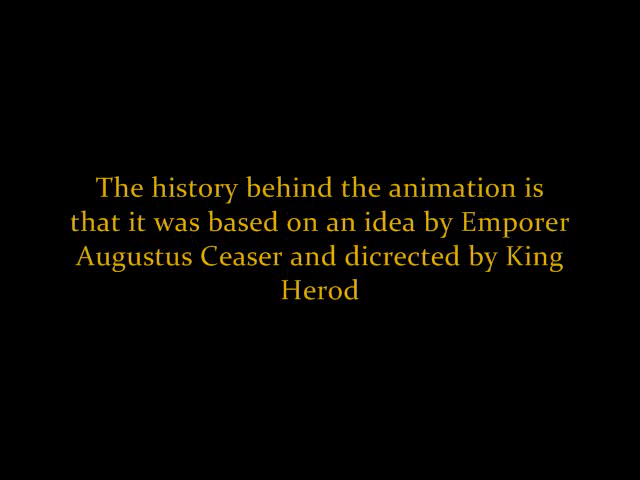 The history behind the animation is
that it was based on an idea by Emporer
Augustus Ceaser and dicrected by King
Herod